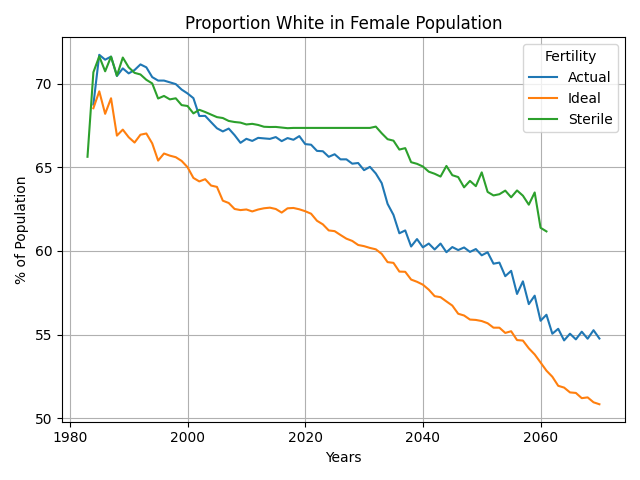 Proportion White in Female Population
% of Population
70
65
60
55
50
Fertility
Actual
Ideal
Sterile
1980
2000
2020
2040
2060
Years